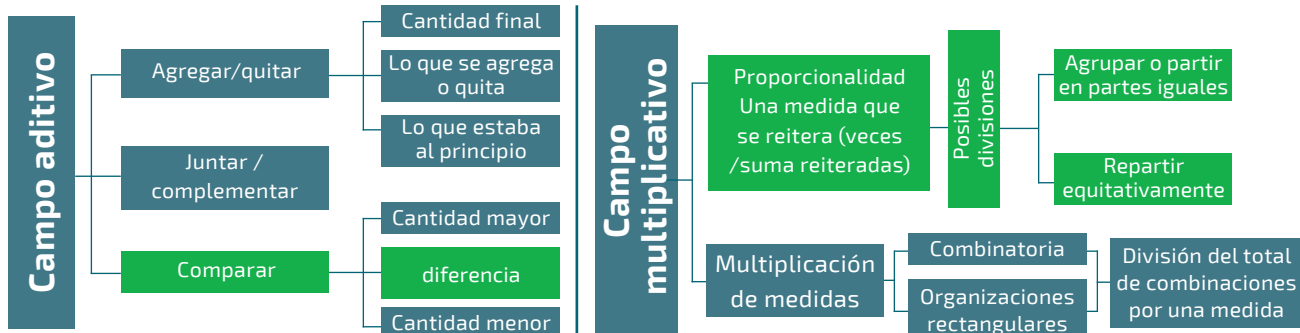 Campo aditivo
Agregar/quitar
Cantidad final
Lo que se agrega
o quita
Lo que estaba
al principio
Juntar /
complementar
Comparar
Cantidad mayor
diferencia
Cantidad menor
Campo
multiplicativo
Proporcionalidad
Una medida que
se reitera (veces
/suma reiteradas)
Posibles
divisiones
Agrupar o partir
en partes iguales
Repartir
equitativamente
Multiplicación
de medidas
Combinatoria
Organizaciones
rectangulares
División del total
de combinaciones
por una medida